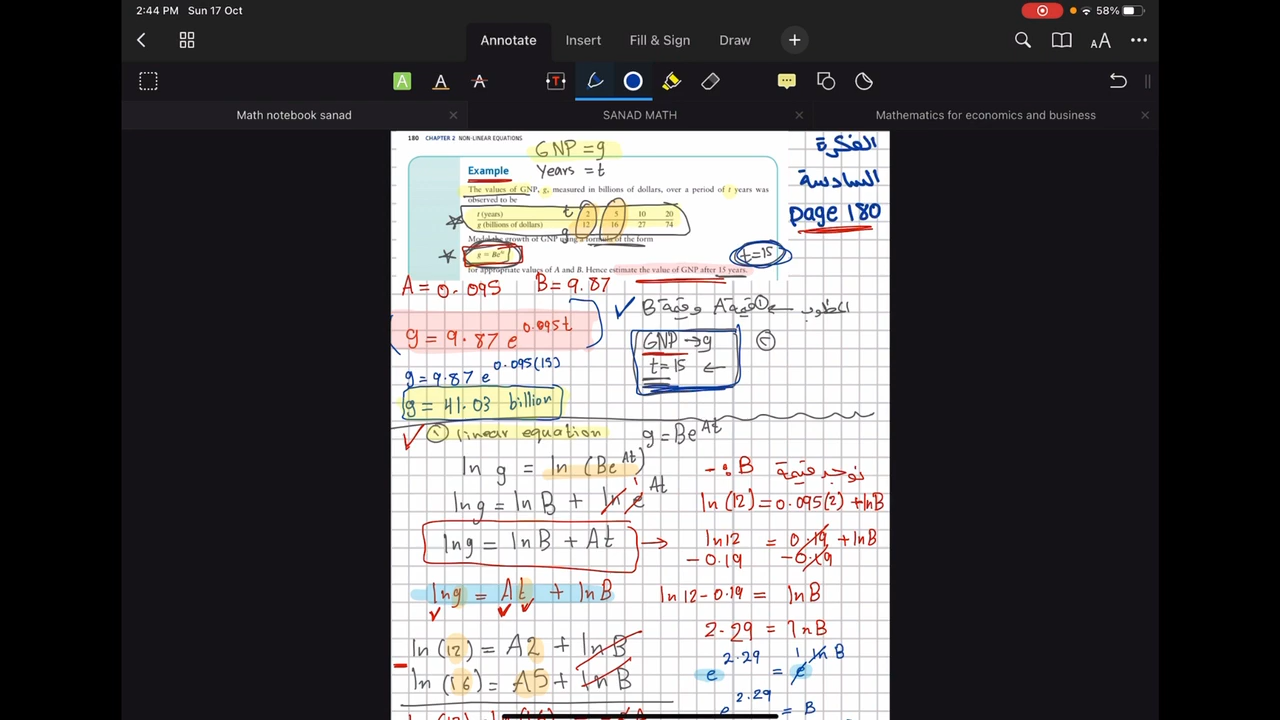 2:44 PM Sun 17 Oct
58%
Annotate Insert Fill & Sign Draw
Math notebook sanad
SANAD MATH
Mathematics for economics and business
180 CHAPTER 2 NON-LINEAR EQUATIONS
GNP = g
Years = t
Example
The values of GNP, g, measured in billions of dollars, over a period of t years was
observed to be
t (years) t 2 5 10 20
g (billions of dollars) g 12 16 27 74
Model the growth of GNP using a formula of the form
g = Be^At
t=15
for appropriate values of A and B. Hence estimate the value of GNP after 15 years.
الفكرة
السادسة
page 180
A = 0.095 B = 9.87
المطلوب ← ① قيمة A وقيمة B ✓
g = 9.87 e^0.095t
GNP → g
t = 15 ←
g = 9.87 e^0.095(15)
g = 41.03 billion
linear equation
g = Be^At
ln g = ln (Be^At)
ln g = ln B + ln e^At
ln g = ln B + At →
ln g = At + ln B
ln (12) = A2 + ln B
ln (16) = A5 + ln B
نوجد قيمة B :-
ln (12) = 0.095(2) + ln B
ln 12 = 0.19 + ln B
- 0.19 - 0.19
ln 12 - 0.19 = ln B
2.29 = ln B
e^2.29 = e^ln B
e^2.29 = B